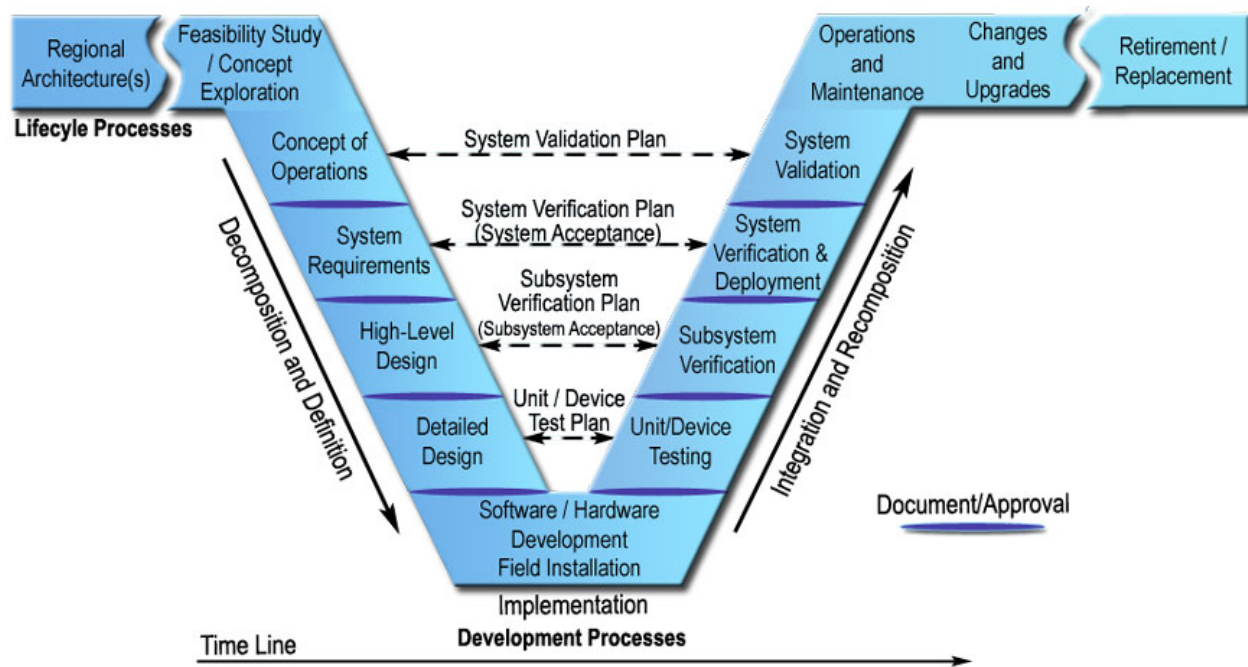 Regional
Architecture(s)
Feasibility Study
/ Concept
Exploration
Operations
and
Maintenance
Changes
and
Upgrades
Retirement /
Replacement
Lifecyle Processes
Concept of
Operations
System Validation Plan
System
Validation
System
Requirements
System Verification Plan
(System Acceptance)
System
Verification &
Deployment
High-Level
Design
Subsystem
Verification Plan
(Subsystem Acceptance)
Subsystem
Verification
Detailed
Design
Unit / Device
Test Plan
Unit/Device
Testing
Decomposition and Definition
Integration and Recomposition
Software / Hardware
Development
Field Installation
Document/Approval
Implementation
Development Processes
Time Line